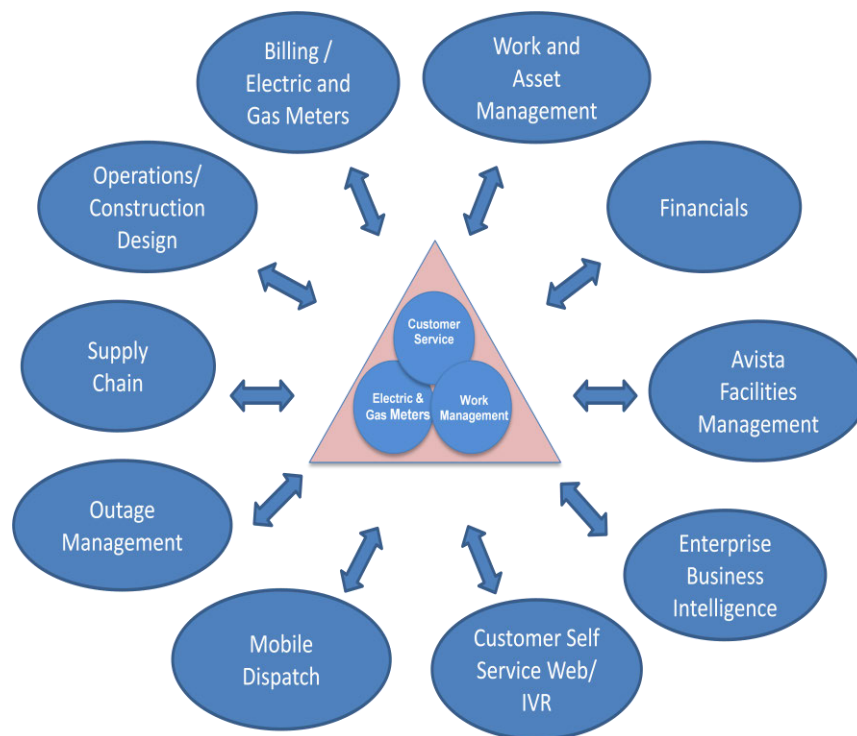 Billing /
Electric and
Gas Meters
Work and
Asset
Management
Financials
Avista
Facilities
Management
Enterprise
Business
Intelligence
Customer Self
Service Web/
IVR
Mobile
Dispatch
Outage
Management
Supply
Chain
Operations/
Construction
Design
Customer
Service
Electric &
Gas Meters
Work
Management